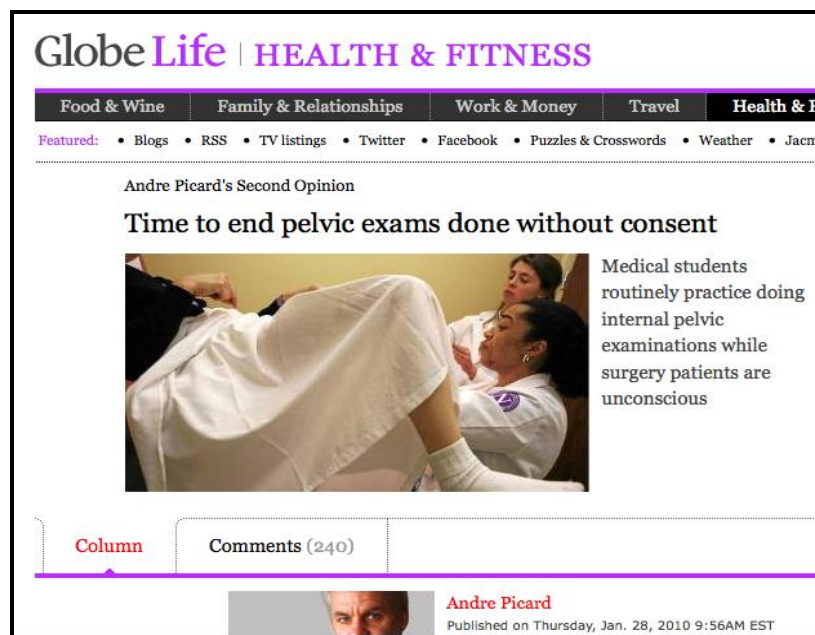 Globe Life | HEALTH & FITNESS
Food & Wine Family & Relationships Work & Money Travel Health &
Featured: • Blogs • RSS • TV listings • Twitter • Facebook • Puzzles & Crosswords • Weather •
Andre Picard's Second Opinion
Time to end pelvic exams done without consent
Medical students
routinely practice doing
internal pelvic
examinations while
surgery patients are
unconscious
Column Comments (240)
Andre Picard
Published on Thursday, Jan. 28, 2010 9:56AM EST